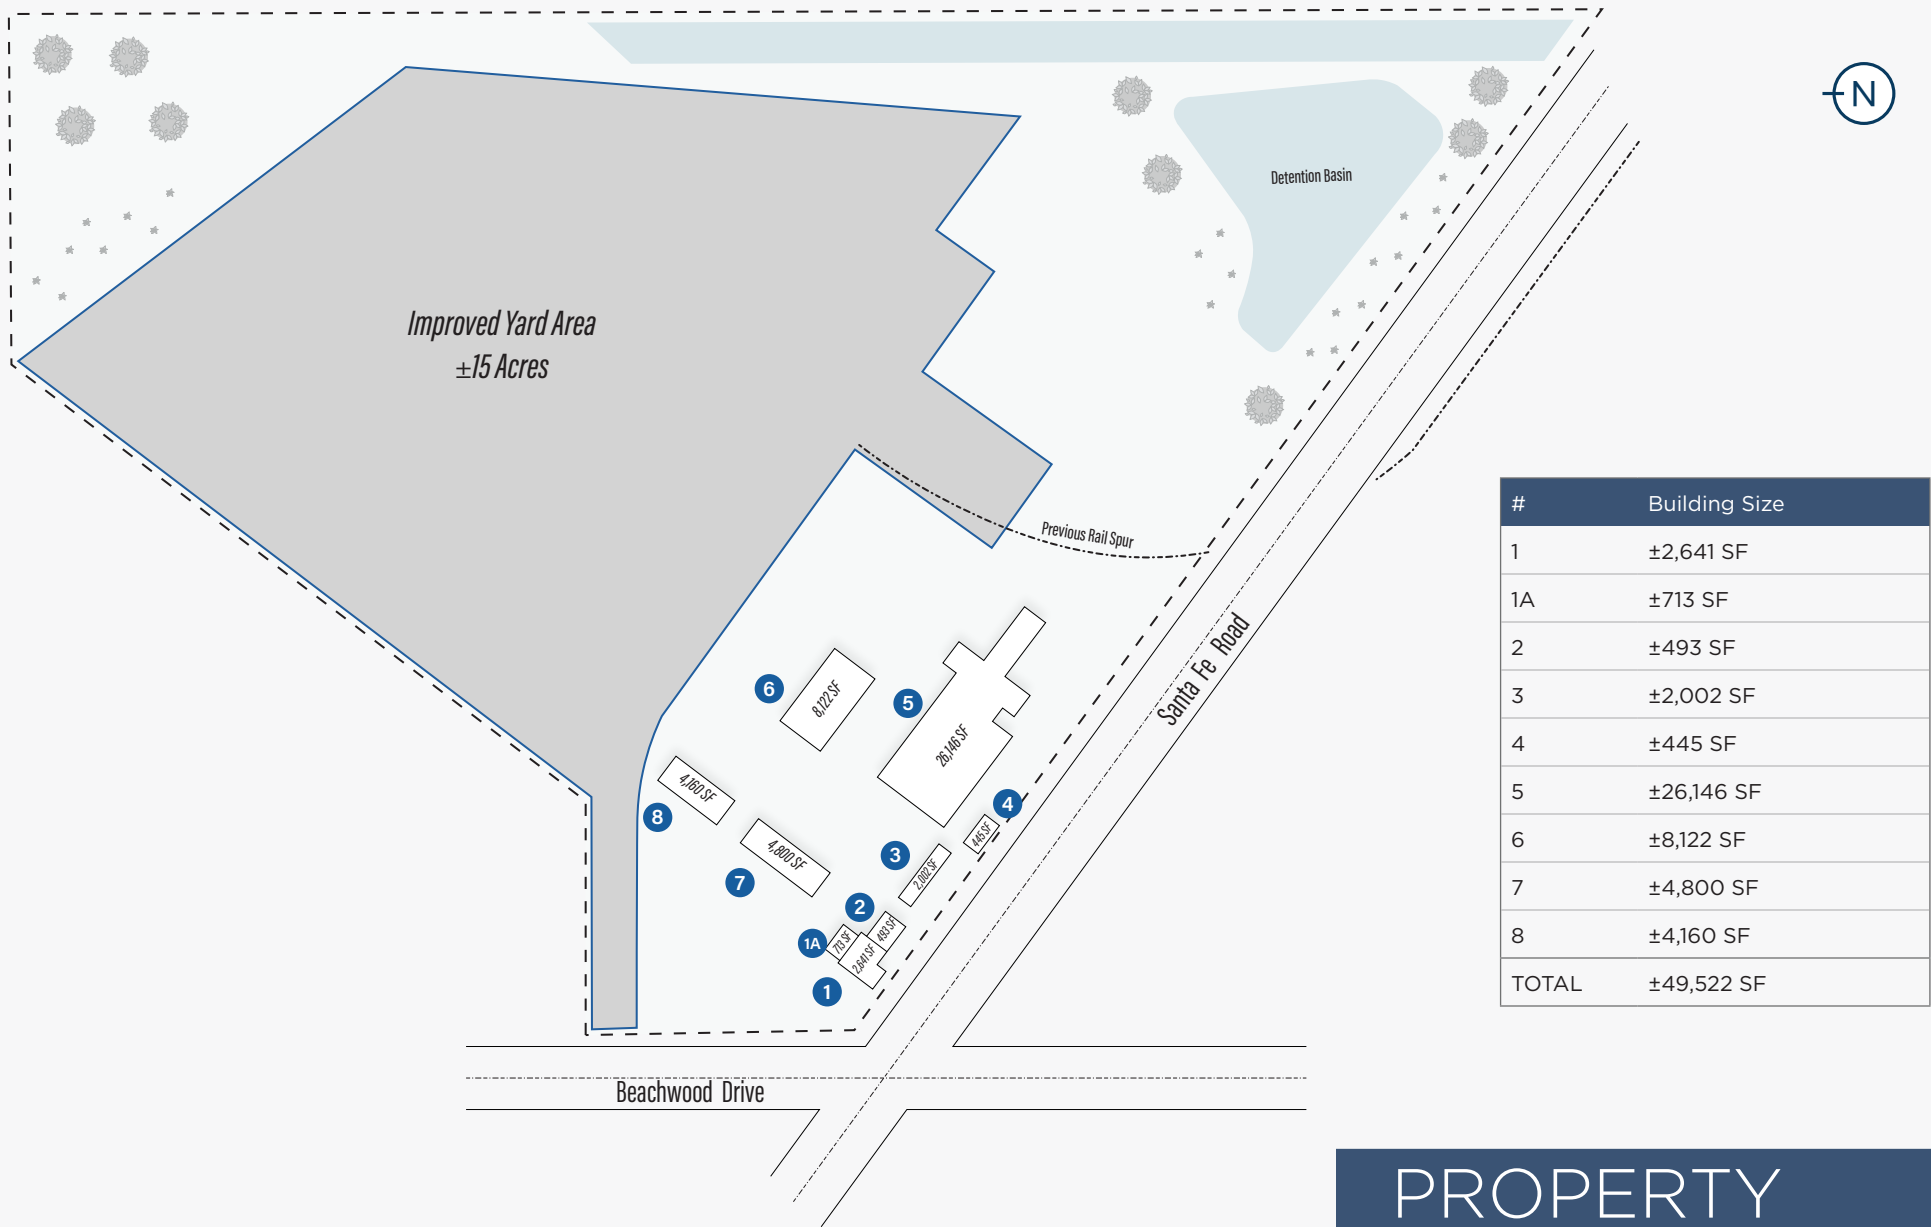 N
Detention Basin
Improved Yard Area
±15 Acres
Previous Rail Spur
Santa Fe Road
6
8,122 SF
5
26,146 SF
4,160 SF
8
4
445 SF
4,800 SF
7
3
2,002 SF
2
493 SF
1A
713 SF
2,641 SF
1
Beachwood Drive
# Building Size
1 ±2,641 SF
1A ±713 SF
2 ±493 SF
3 ±2,002 SF
4 ±445 SF
5 ±26,146 SF
6 ±8,122 SF
7 ±4,800 SF
8 ±4,160 SF
TOTAL ±49,522 SF
PROPERTY